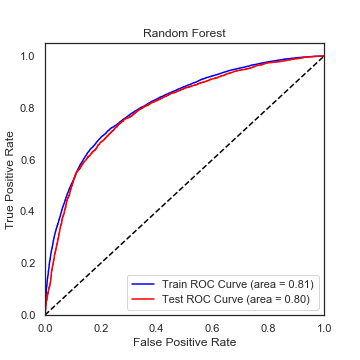 Random Forest
True Positive Rate
1.0
0.8
0.6
0.4
0.2
0.0
Train ROC Curve (area = 0.81)
Test ROC Curve (area = 0.80)
0.0 0.2 0.4 0.6 0.8 1.0
False Positive Rate